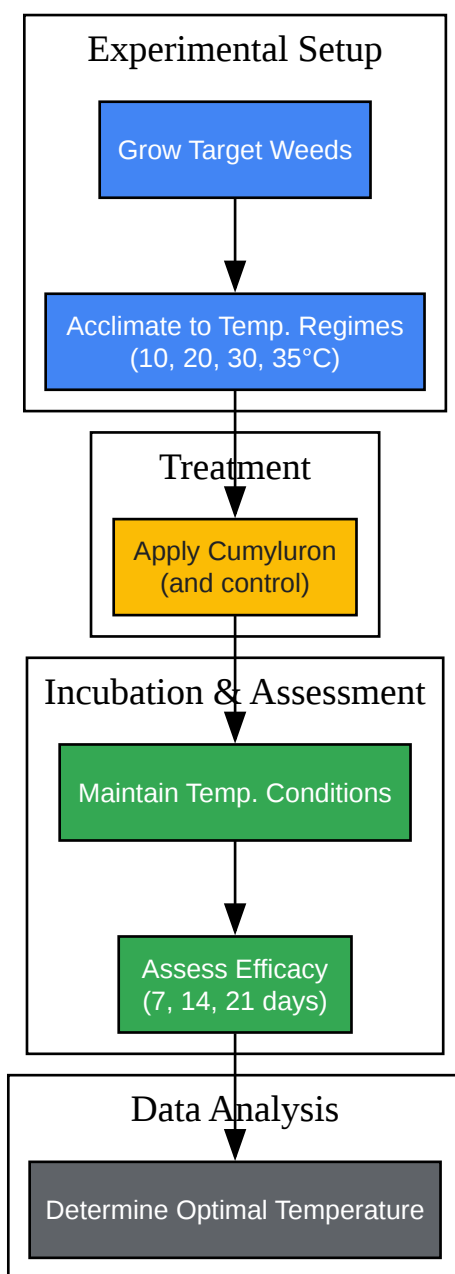 Experimental Setup
Grow Target Weeds
Acclimate to Temp. Regimes
(10, 20, 30, 35°C)
Treatment
Apply Cumyluron
(and control)
Incubation & Assessment
Maintain Temp. Conditions
Assess Efficacy
(7, 14, 21 days)
Data Analysis
Determine Optimal Temperature